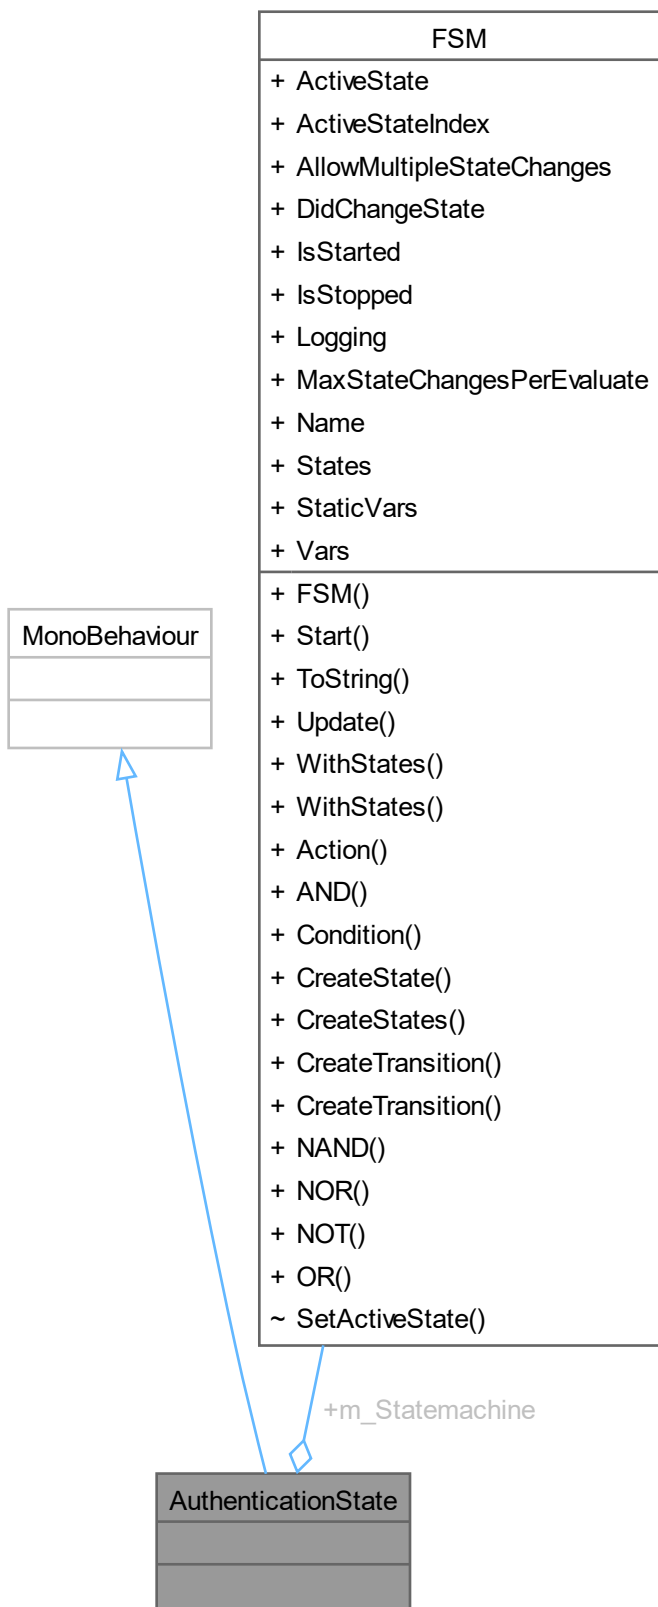 FSM
+ ActiveState
+ ActiveStateIndex
+ AllowMultipleStateChanges
+ DidChangeState
+ IsStarted
+ IsStopped
+ Logging
+ MaxStateChangesPerEvaluate
+ Name
+ States
+ StaticVars
+ Vars
+ FSM()
+ Start()
+ ToString()
+ Update()
+ WithStates()
+ WithStates()
+ Action()
+ AND()
+ Condition()
+ CreateState()
+ CreateStates()
+ CreateTransition()
+ CreateTransition()
+ NAND()
+ NOR()
+ NOT()
+ OR()
~ SetActiveState()
MonoBehaviour
+m_Statemachine
AuthenticationState